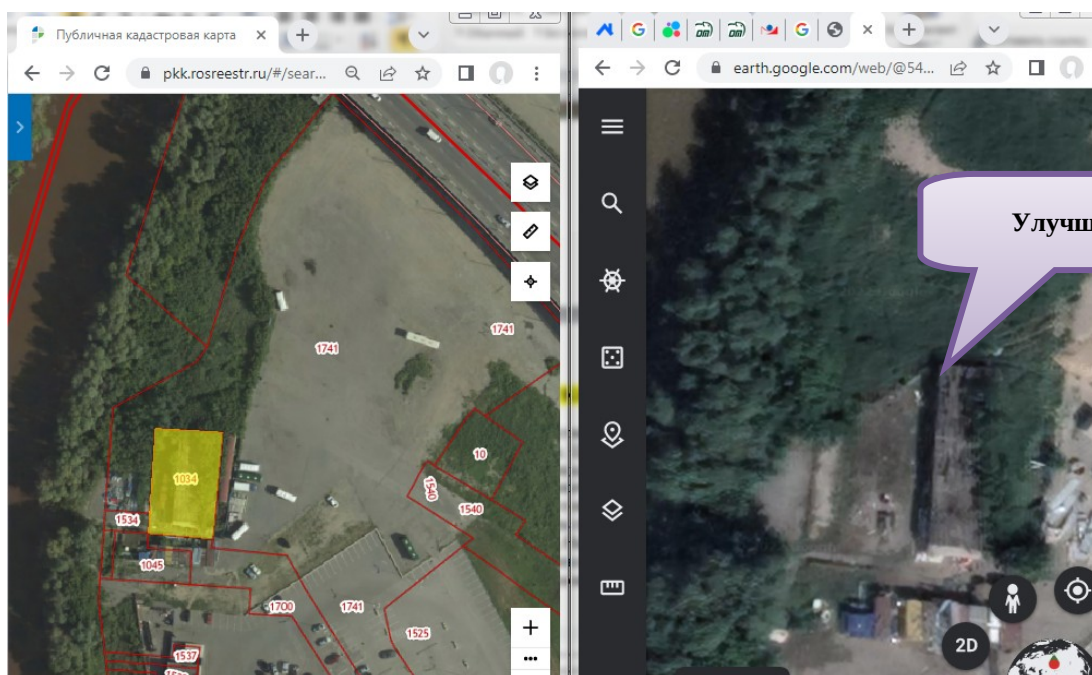 Публичная кадастровая карта
pkk.rosreestr.ru/#/sear...
1741
1741
10
1034
1540
1540
1534
1045
1700
1741
1525
1537
earth.google.com/web/@54...
Улучш
2D